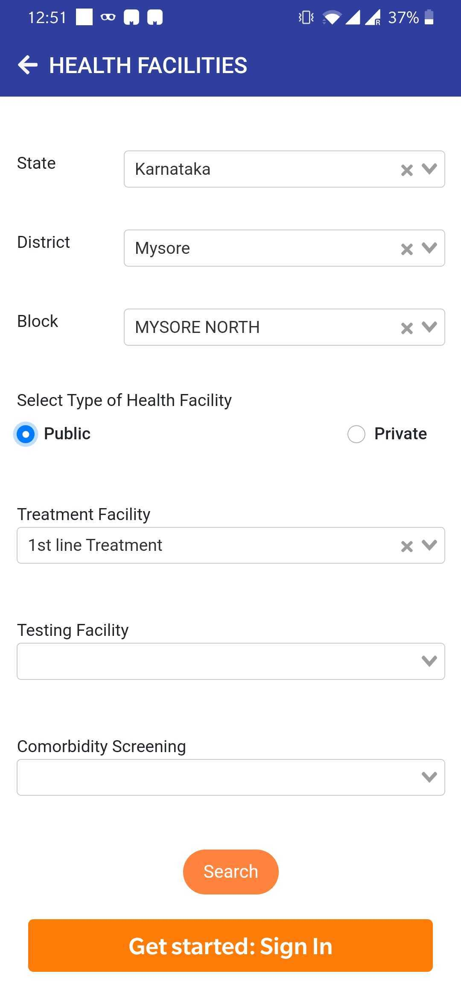 12:51 37%
HEALTH FACILITIES
State Karnataka
District Mysore
Block MYSORE NORTH
Select Type of Health Facility
Public Private
Treatment Facility
1st line Treatment
Testing Facility
Comorbidity Screening
Search
Get started: Sign In